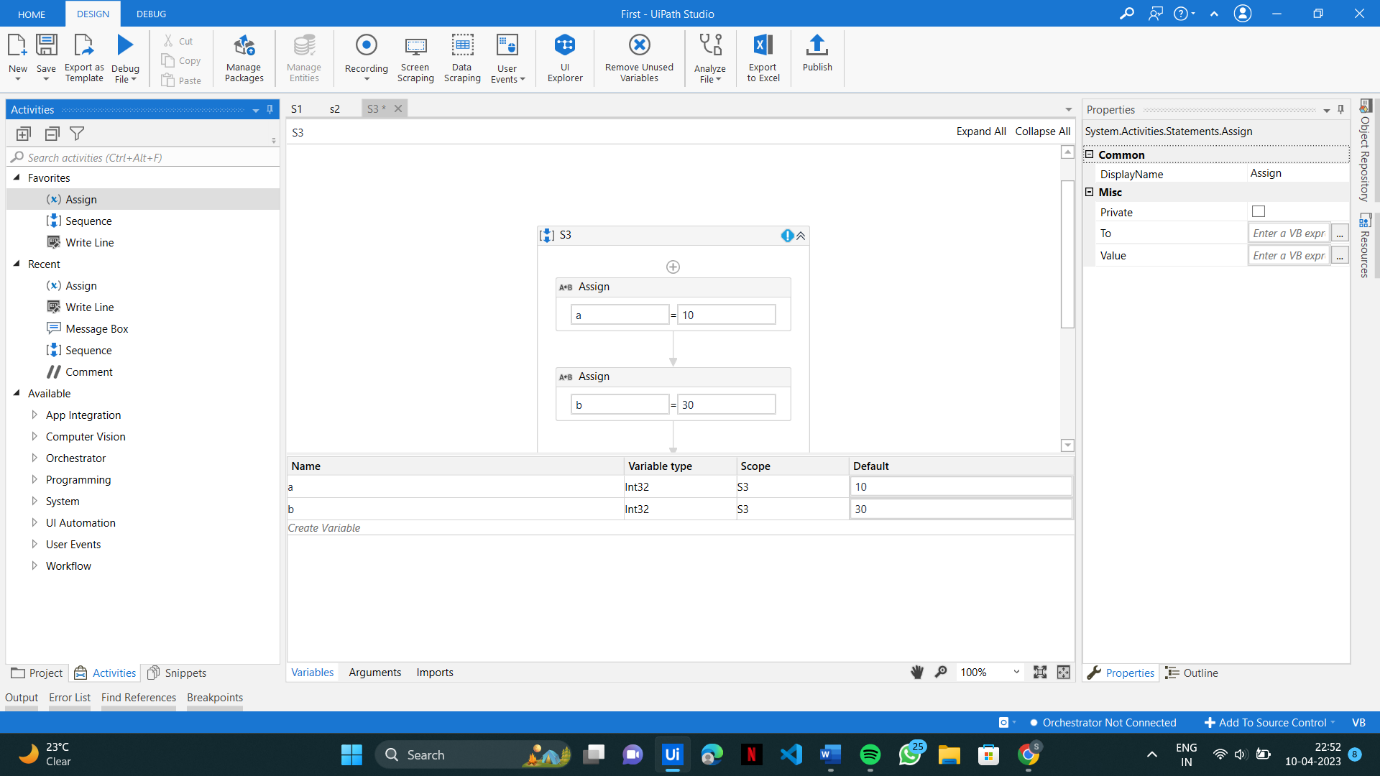 HOME DESIGN DEBUG First - UiPath Studio
New Save Export as Template Debug File Cut Copy Paste Manage Packages Manage Entities Recording Screen Scraping Data Scraping User Events UI Explorer Remove Unused Variables Analyze File Export to Excel Publish
Activities
Search activities (Ctrl+Alt+F)
Favorites
(x) Assign
Sequence
Write Line
Recent
(x) Assign
Write Line
Message Box
Sequence
Comment
Available
App Integration
Computer Vision
Orchestrator
Programming
System
UI Automation
User Events
Workflow
Project Activities Snippets
S1 s2 S3 *
S3 Expand All Collapse All
S3
A*B Assign
a = 10
A*B Assign
b = 30
Name Variable type Scope Default
a Int32 S3 10
b Int32 S3 30
Create Variable
Variables Arguments Imports 100%
Properties
System.Activities.Statements.Assign
Common
DisplayName Assign
Misc
Private
To Enter a VB expr ...
Value Enter a VB expr ...
Properties Outline
Object Repository
Resources
Output Error List Find References Breakpoints
Orchestrator Not Connected Add To Source Control VB
23°C
Clear
Search
Ui
N
W
25
S
ENG
IN
22:52
10-04-2023
8